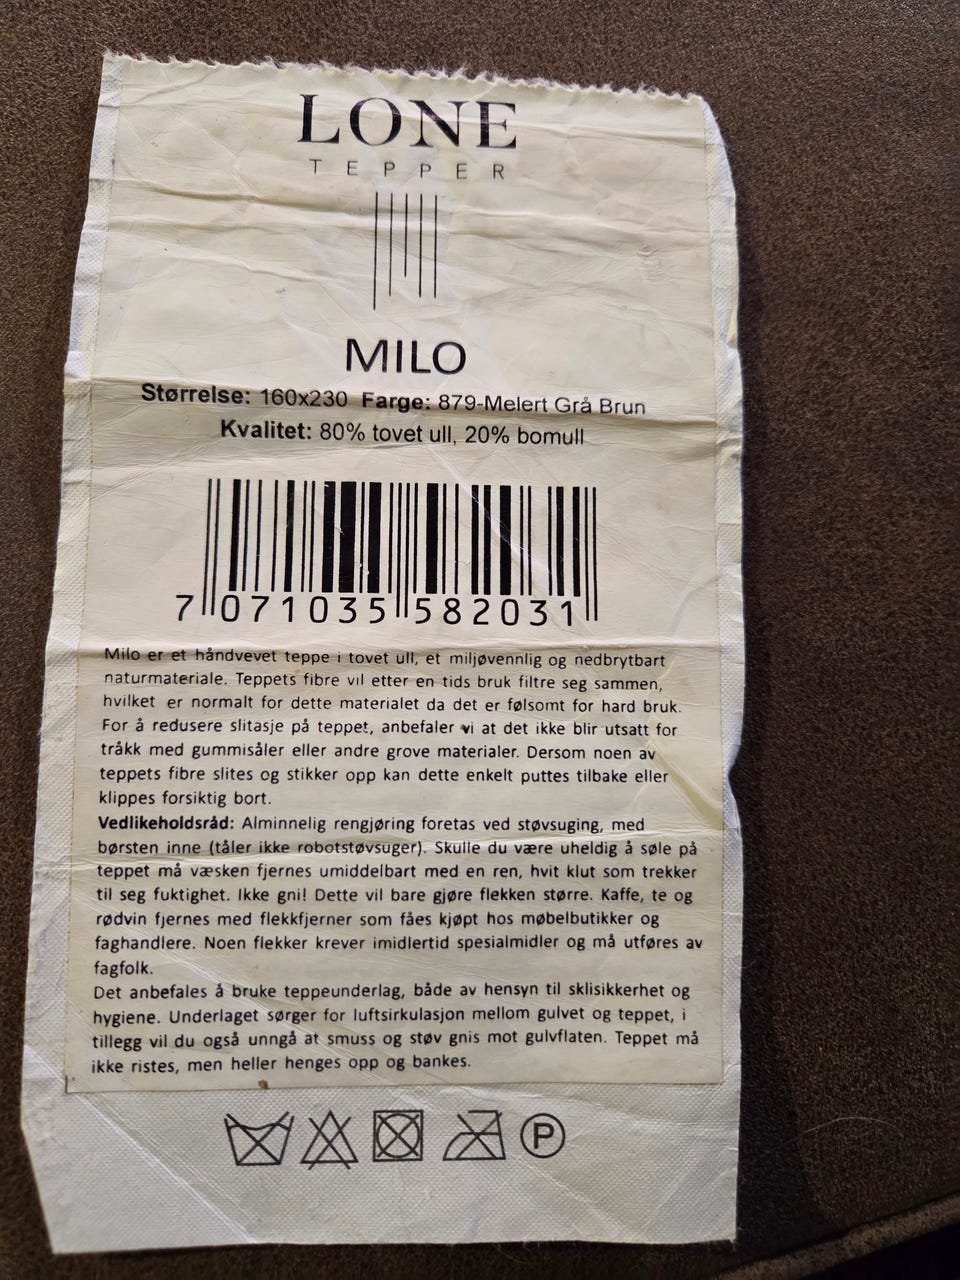 LONE
TEPPER
MILO
Størrelse: 160x230 Farge: 879-Melert Grå Brun
Kvalitet: 80% tovet ull, 20% bomull
7 071035 582031
Milo er et håndvevet teppe i tovet ull, et miljøvennlig og nedbrytbart
naturmateriale. Teppets fibre vil etter en tids bruk filtre seg sammen,
hvilket er normalt for dette materialet da det er følsomt for hard bruk.
For å redusere slitasje på teppet, anbefaler vi at det ikke blir utsatt for
tråkk med gummisåler eller andre grove materialer. Dersom noen av
teppets fibre slites og stikker opp kan dette enkelt puttes tilbake eller
klippes forsiktig bort.
Vedlikeholdsråd: Alminnelig rengjøring foretas ved støvsuging, med
børsten inne (tåler ikke robotstøvsuger). Skulle du være uheldig å søle på
teppet må væsken fjernes umiddelbart med en ren, hvit klut som trekker
til seg fuktighet. Ikke gni! Dette vil bare gjøre flekken større. Kaffe, te og
rødvin fjernes med flekkfjerner som fåes kjøpt hos møbelbutikker og
faghandlere. Noen flekker krever imidlertid spesialmidler og må utføres av
fagfolk.
Det anbefales å bruke teppeunderlag, både av hensyn til sklisikkerhet og
hygiene. Underlaget sørger for luftsirkulasjon mellom gulvet og teppet, i
tillegg vil du også unngå at smuss og støv gnis mot gulvflaten. Teppet må
ikke ristes, men heller henges opp og bankes.
P